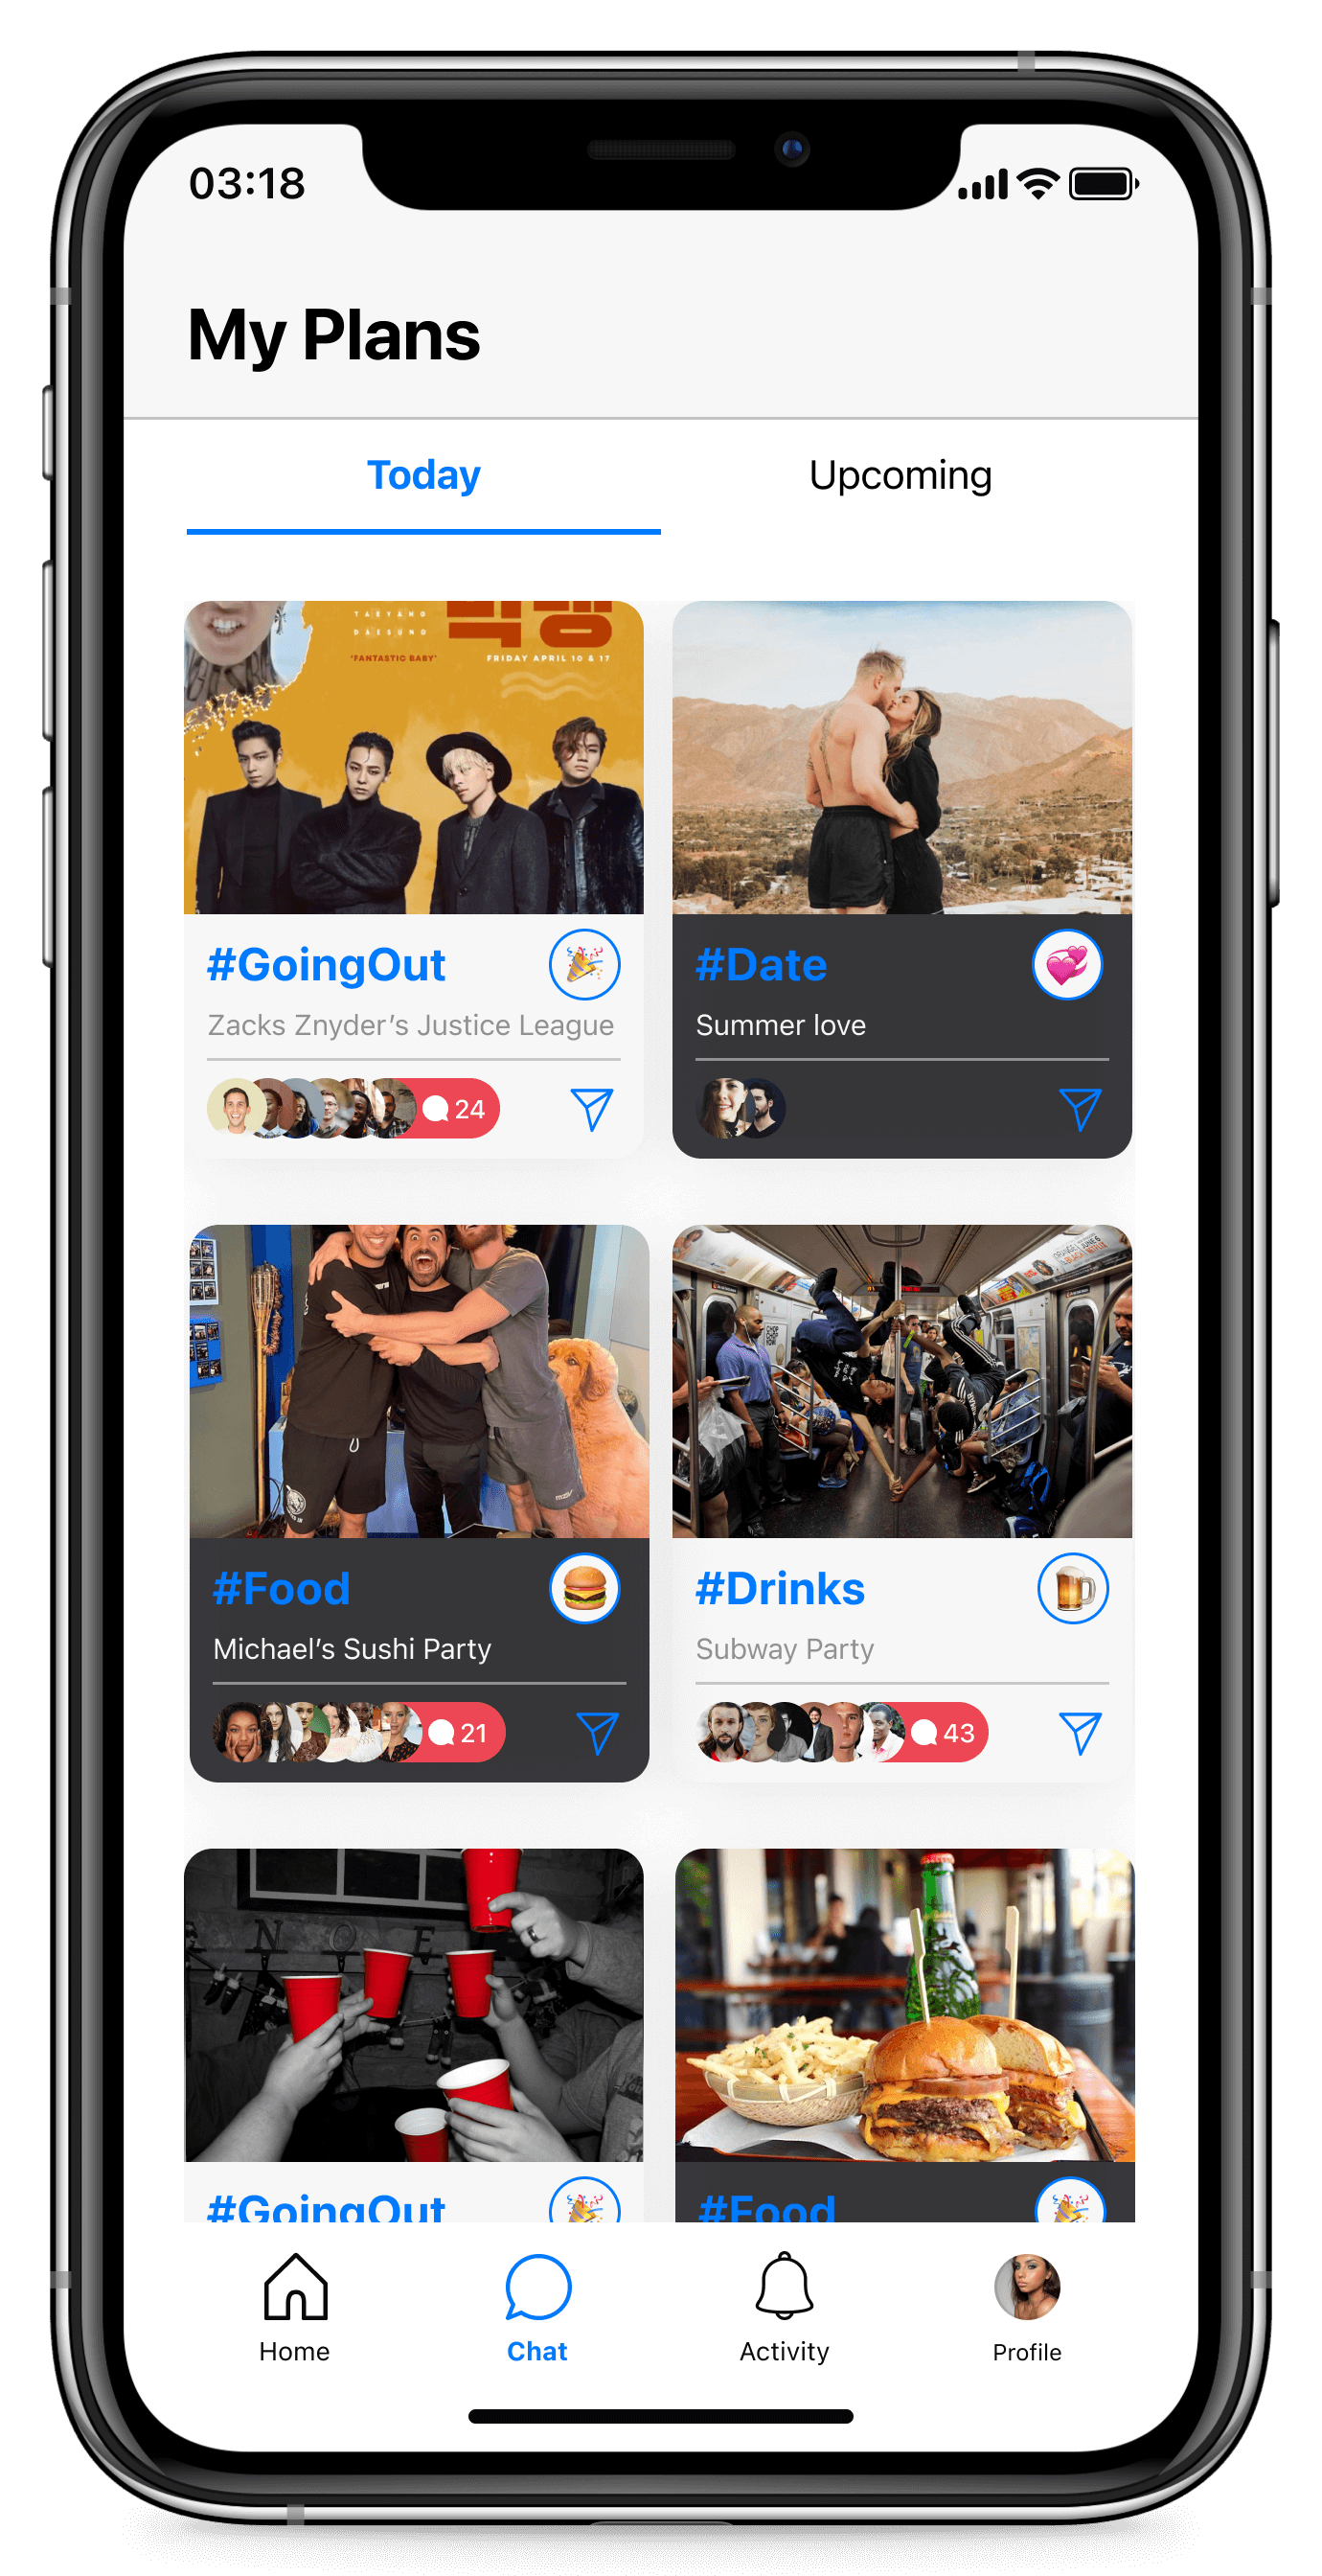 03:18
My Plans
Today
Upcoming
TAEYANG
DAESUNG
"FANTASTIC BABY"
FRIDAY APRIL 10 & 17
#GoingOut
Zacks Znyder's Justice League
24
#Date
Summer love
#Food
Michael's Sushi Party
21
#Drinks
Subway Party
43
N O E
#GoingOut
#Food
Home
Chat
Activity
Profile